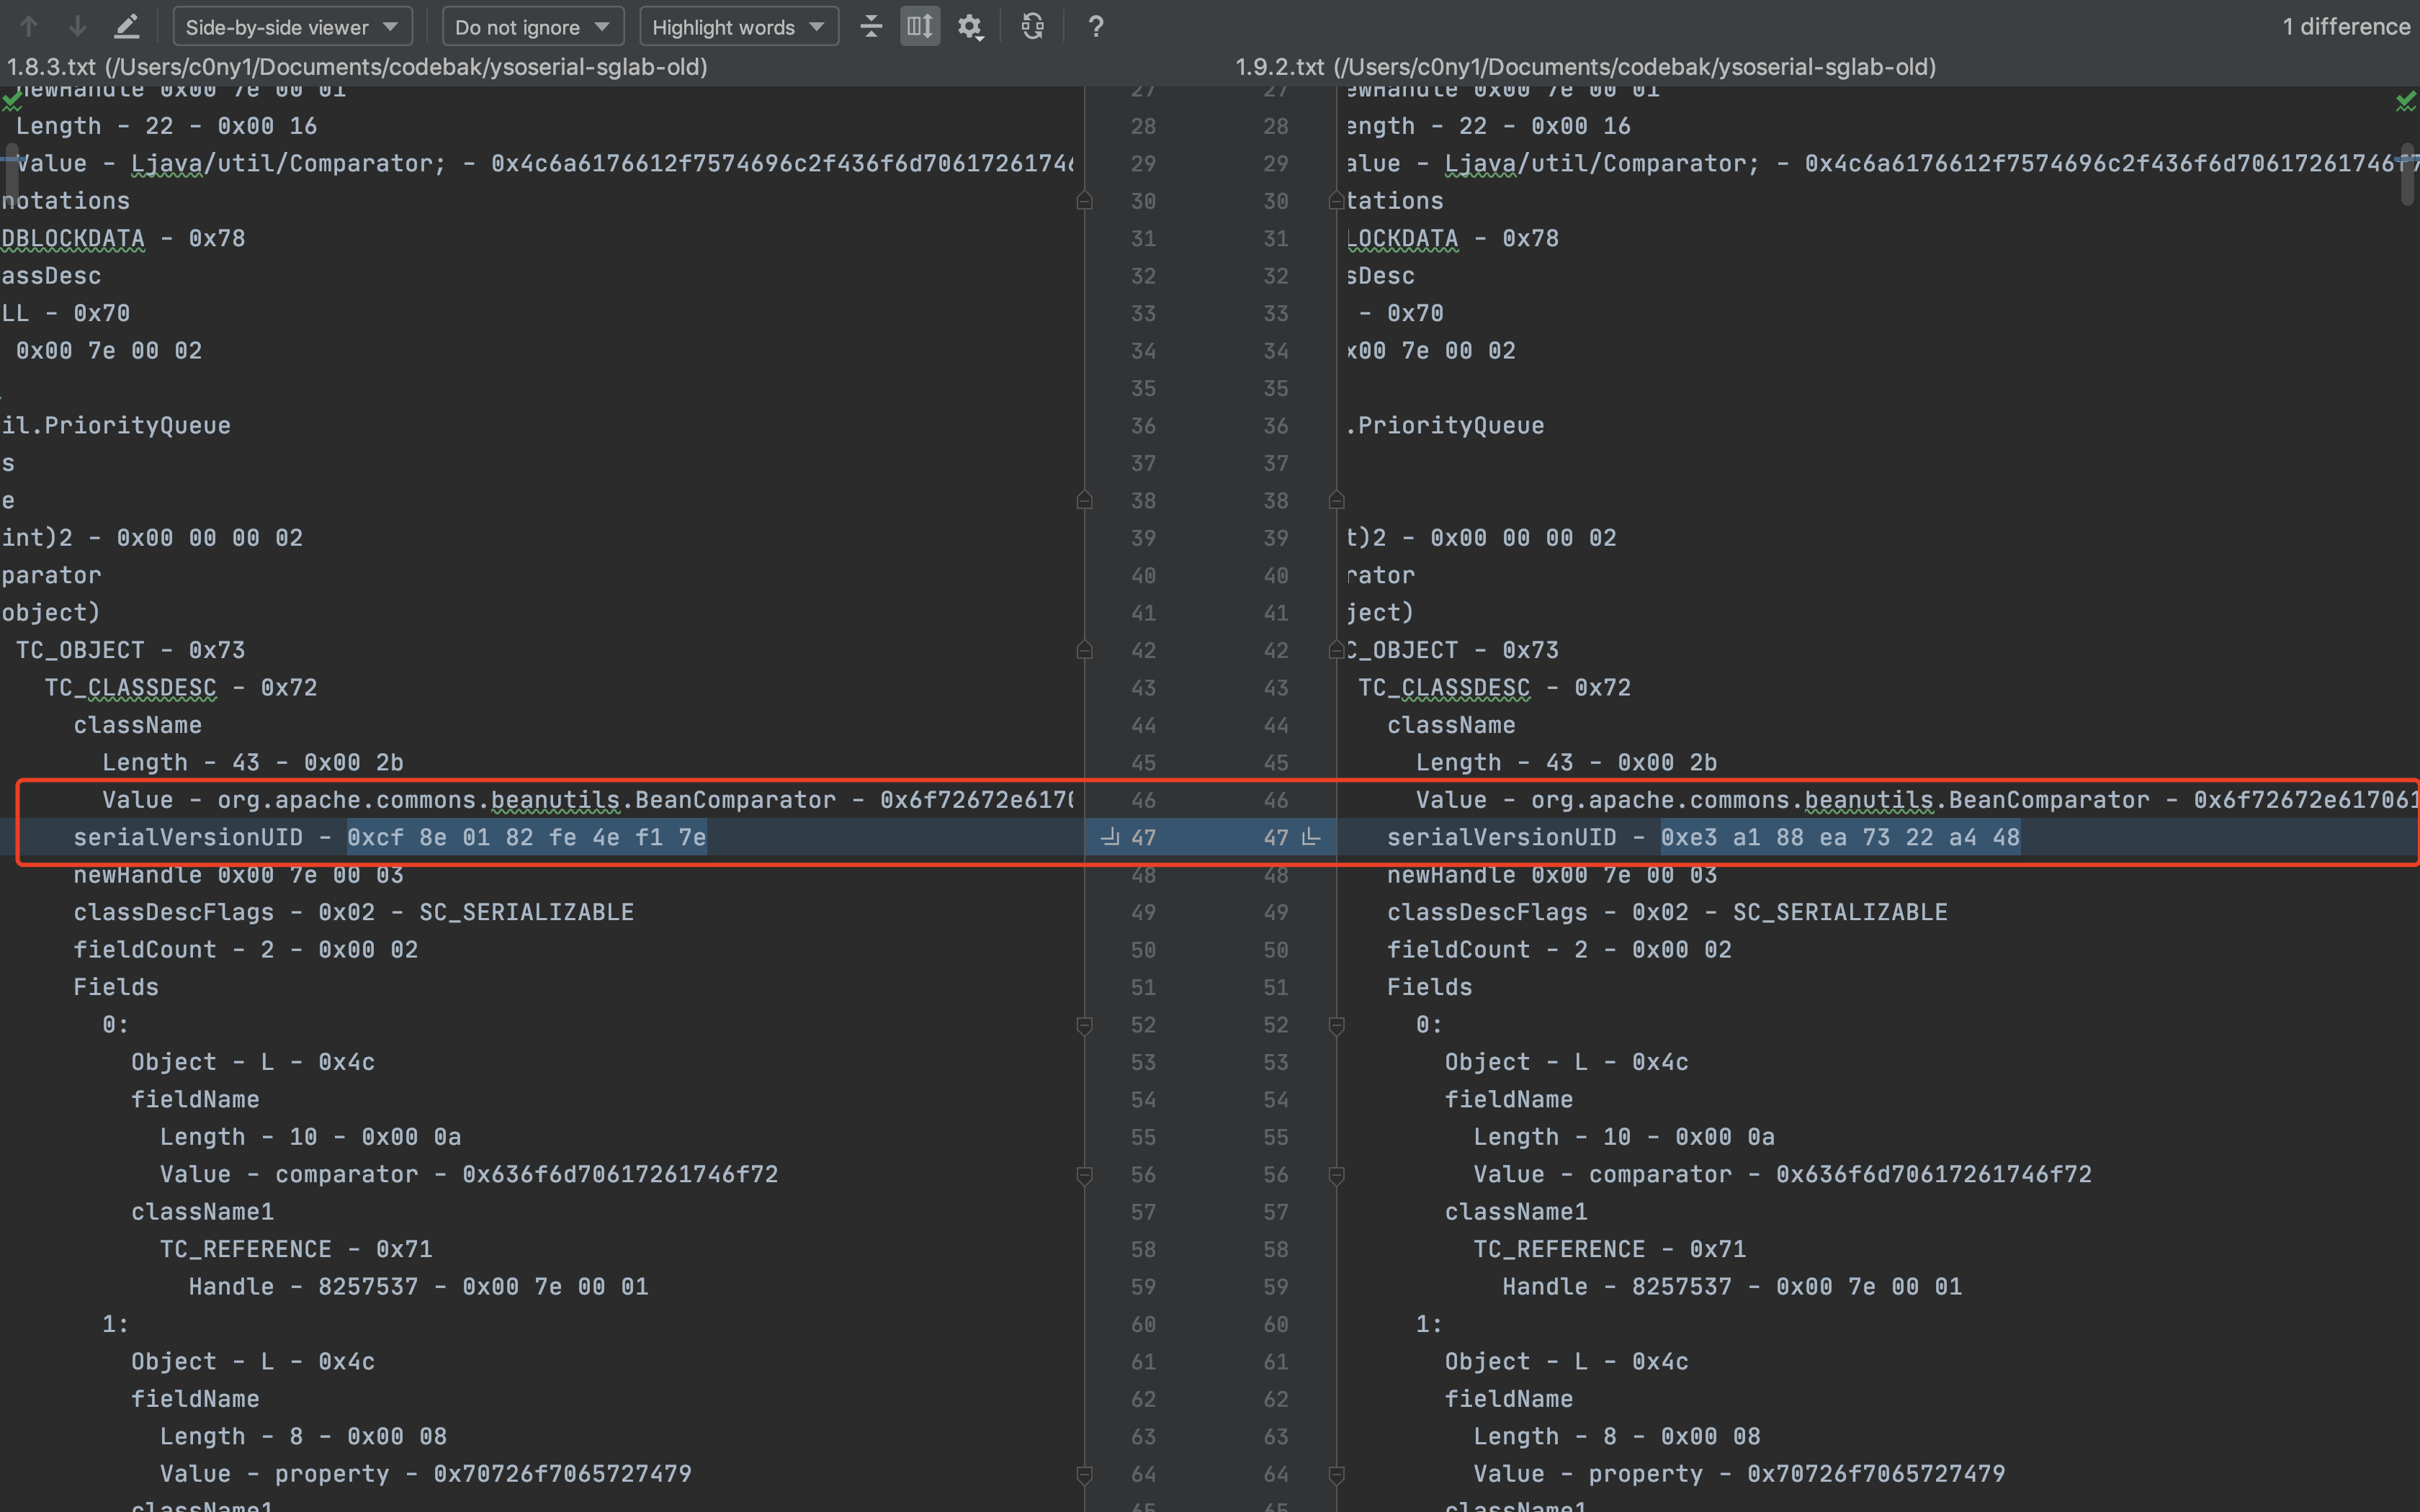 Side-by-side viewer Do not ignore Highlight words ? 1 difference
1.8.3.txt (/Users/c0ny1/Documents/codebak/ysoserial-sglab-old) 1.9.2.txt (/Users/c0ny1/Documents/codebak/ysoserial-sglab-old)
newHandle 0x00 7e 00 01 27 27 ewHandle 0x00 7e 00 01
Length - 22 - 0x00 16 28 28 ength - 22 - 0x00 16
Value - Ljava/util/Comparator; - 0x4c6a6176612f7574696c2f436f6d70617261746 29 29 alue - Ljava/util/Comparator; - 0x4c6a6176612f7574696c2f436f6d70617261746f7
notations 30 30 tations
DBLOCKDATA - 0x78 31 31 LOCKDATA - 0x78
assDesc 32 32 sDesc
LL - 0x70 33 33 - 0x70
0x00 7e 00 02 34 34 x00 7e 00 02
35 35
il.PriorityQueue 36 36 .PriorityQueue
s 37 37
e 38 38
int)2 - 0x00 00 00 02 39 39 t)2 - 0x00 00 00 02
parator 40 40 rator
object) 41 41 ject)
TC_OBJECT - 0x73 42 42 C_OBJECT - 0x73
TC_CLASSDESC - 0x72 43 43 TC_CLASSDESC - 0x72
className 44 44 className
Length - 43 - 0x00 2b 45 45 Length - 43 - 0x00 2b
Value - org.apache.commons.beanutils.BeanComparator - 0x6f72672e6170 46 46 Value - org.apache.commons.beanutils.BeanComparator - 0x6f72672e617061
serialVersionUID - 0xcf 8e 01 82 fe 4e f1 7e 47 47 serialVersionUID - 0xe3 a1 88 ea 73 22 a4 48
newHandle 0x00 7e 00 03 48 48 newHandle 0x00 7e 00 03
classDescFlags - 0x02 - SC_SERIALIZABLE 49 49 classDescFlags - 0x02 - SC_SERIALIZABLE
fieldCount - 2 - 0x00 02 50 50 fieldCount - 2 - 0x00 02
Fields 51 51 Fields
0: 52 52 0:
Object - L - 0x4c 53 53 Object - L - 0x4c
fieldName 54 54 fieldName
Length - 10 - 0x00 0a 55 55 Length - 10 - 0x00 0a
Value - comparator - 0x636f6d70617261746f72 56 56 Value - comparator - 0x636f6d70617261746f72
className1 57 57 className1
TC_REFERENCE - 0x71 58 58 TC_REFERENCE - 0x71
Handle - 8257537 - 0x00 7e 00 01 59 59 Handle - 8257537 - 0x00 7e 00 01
1: 60 60 1:
Object - L - 0x4c 61 61 Object - L - 0x4c
fieldName 62 62 fieldName
Length - 8 - 0x00 08 63 63 Length - 8 - 0x00 08
Value - property - 0x70726f7065727479 64 64 Value - property - 0x70726f7065727479
className1 65 65 className1